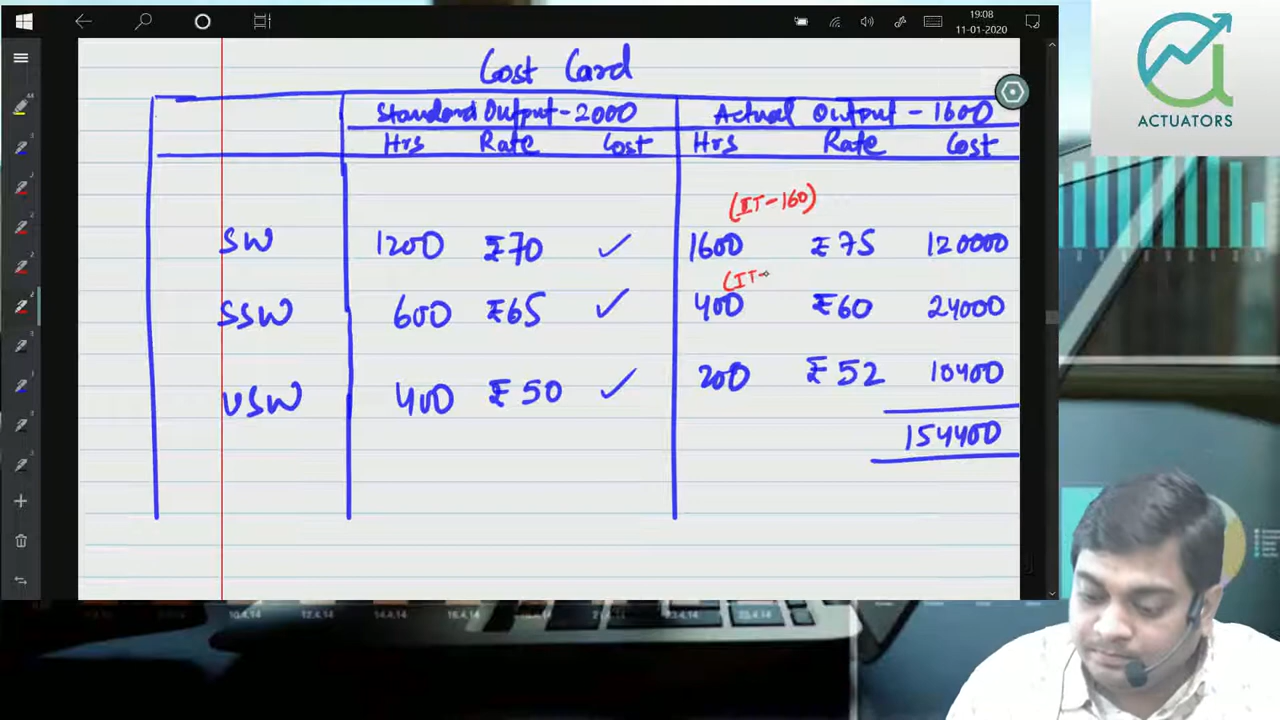 19:08
11-01-2020
ACTUATORS
Cost Card
Standard Output - 2000 Actual Output - 1600
Hrs Rate Cost Hrs Rate Cost
(IT - 160)
SW 1200 ₹70 ✓ 1600 ₹75 120000
(IT -
SSW 600 ₹65 ✓ 400 ₹60 24000
USW 400 ₹50 ✓ 200 ₹52 10400
154400